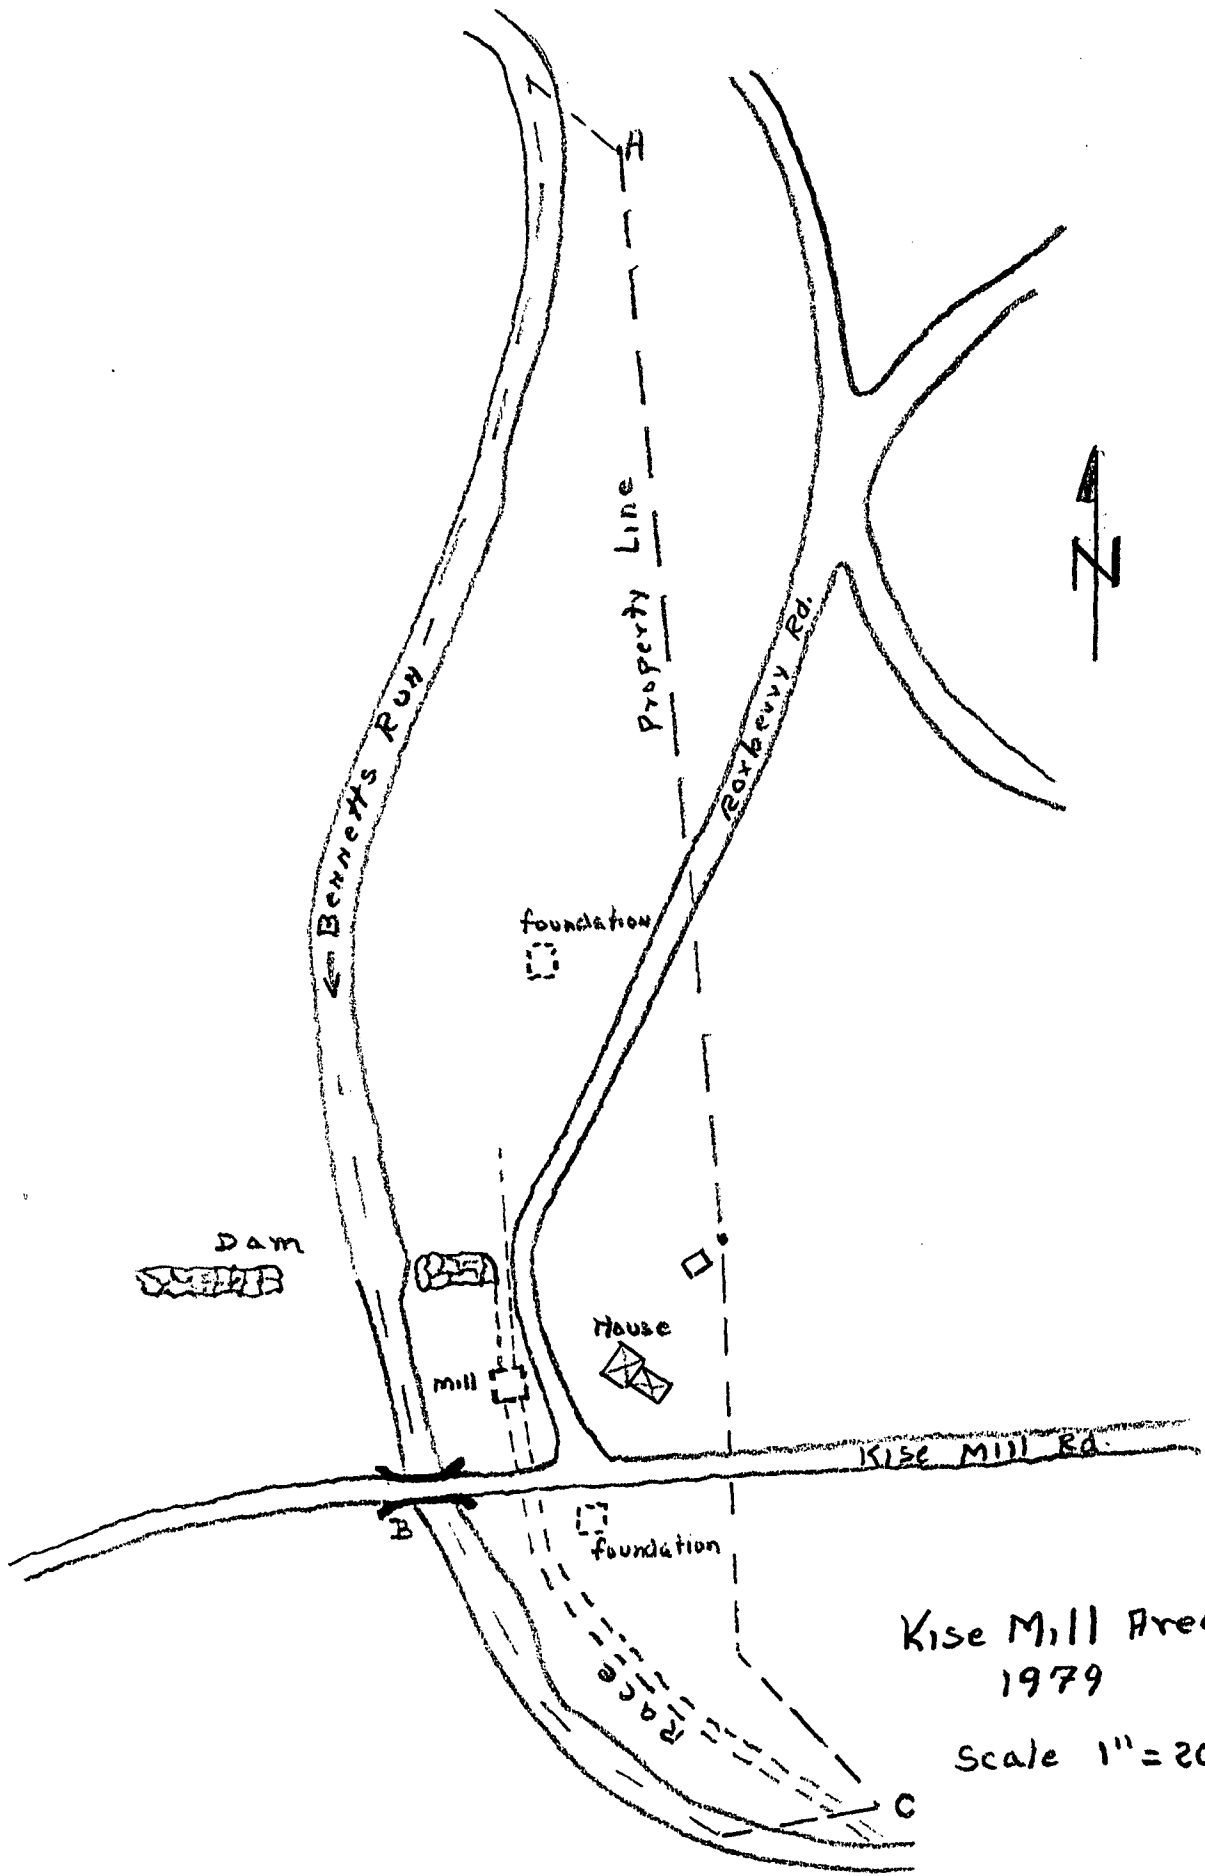 A
N
Property Line
Roxberry Rd.
Bennetts Run
foundation
Dam
House
Mill
Kise Mill Rd.
B
foundation
Race
Kise Mill Area
1979
Scale 1" = 20
C